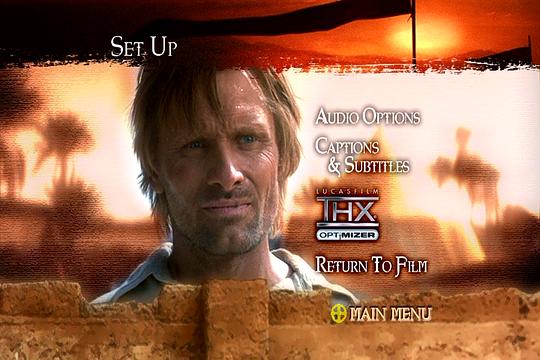 Set Up
Audio Options
Captions
& Subtitles
LUCASFILM
THX
OPTIMIZER
Return To Film
MAIN MENU